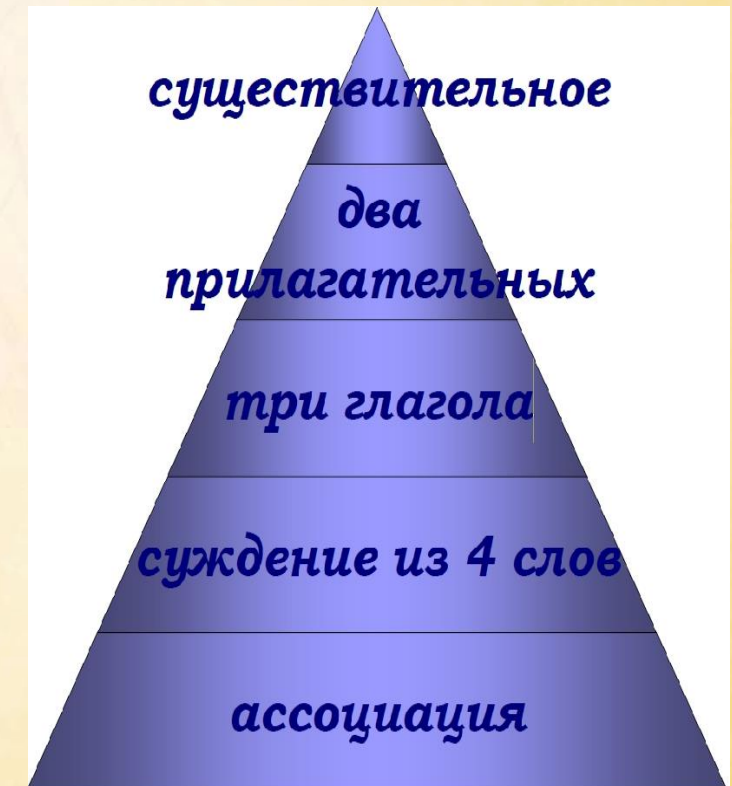 существительное
два
прилагательных
три глагола
суждение из 4 слов
ассоциация